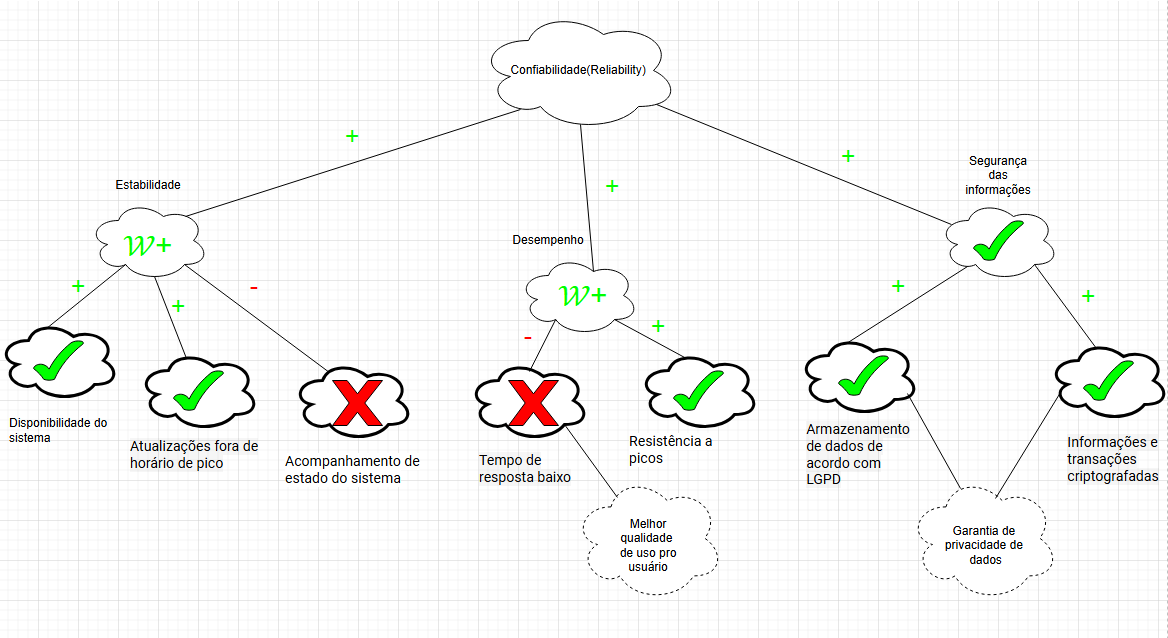 Confiabilidade(Reliability)
+
+
+
Estabilidade
W+
Desempenho
W+
Segurança
das
informações
+
+
-
-
+
+
+
Disponibilidade do
sistema
Atualizações fora de
horário de pico
Acompanhamento de
estado do sistema
Tempo de
resposta baixo
Resistência a
picos
Armazenamento
de dados de
acordo com
LGPD
Informações e
transações
criptografadas
Melhor
qualidade
de uso pro
usuário
Garantia de
privacidade de
dados